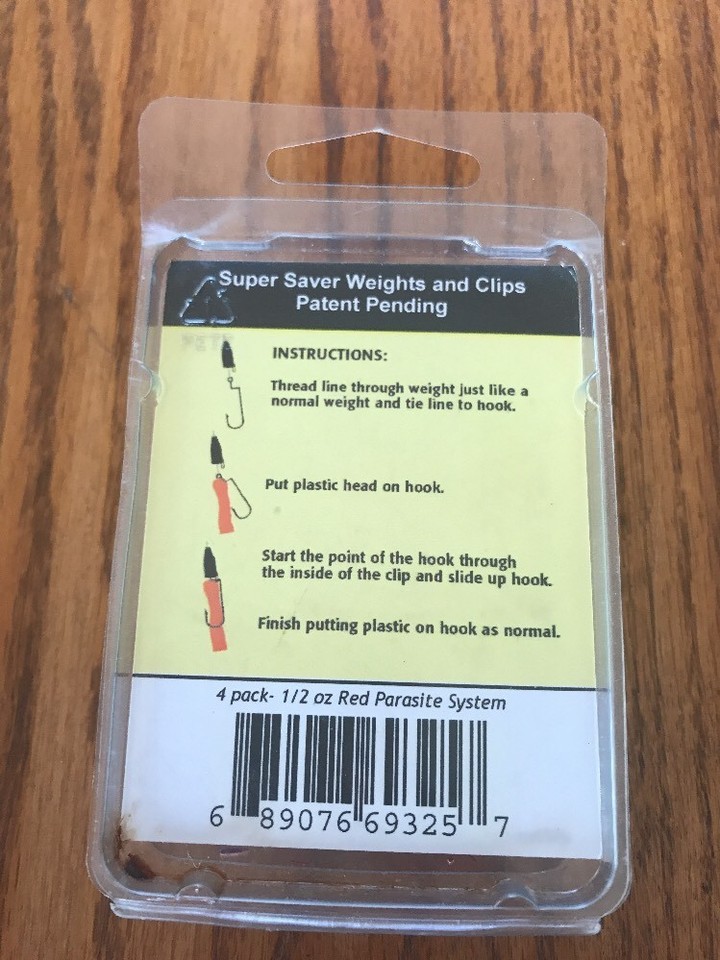 Super Saver Weights and Clips
Patent Pending
INSTRUCTIONS:
Thread line through weight just like a
normal weight and tie line to hook.
Put plastic head on hook.
Start the point of the hook through
the inside of the clip and slide up hook.
Finish putting plastic on hook as normal.
4 pack- 1/2 oz Red Parasite System
6 89076 69325 7